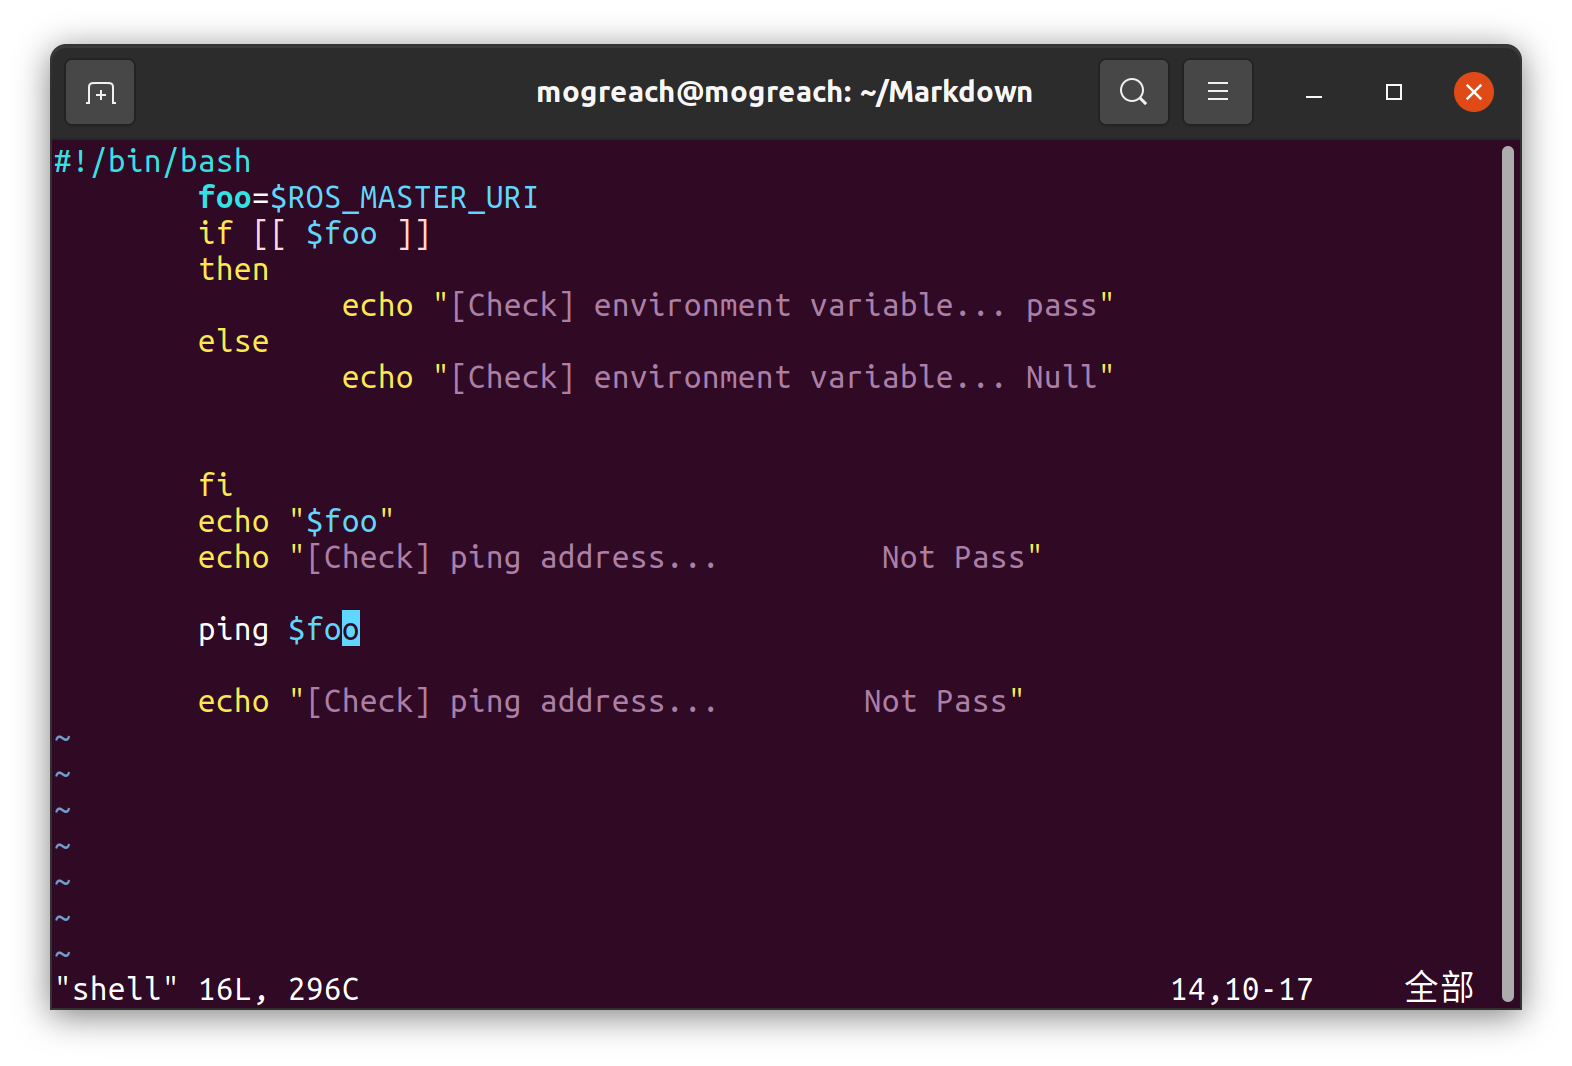 mogreach@mogreach: ~/Markdown
#!/bin/bash
        foo=$ROS_MASTER_URI
        if [[ $foo ]]
        then
                echo "[Check] environment variable... pass"
        else
                echo "[Check] environment variable... Null"
        fi
        echo "$foo"
        echo "[Check] ping address...         Not Pass"
        ping $foo
        echo "[Check] ping address...        Not Pass"
~
~
~
~
~
~
~
"shell" 16L, 296C                                             14,10-17     全部